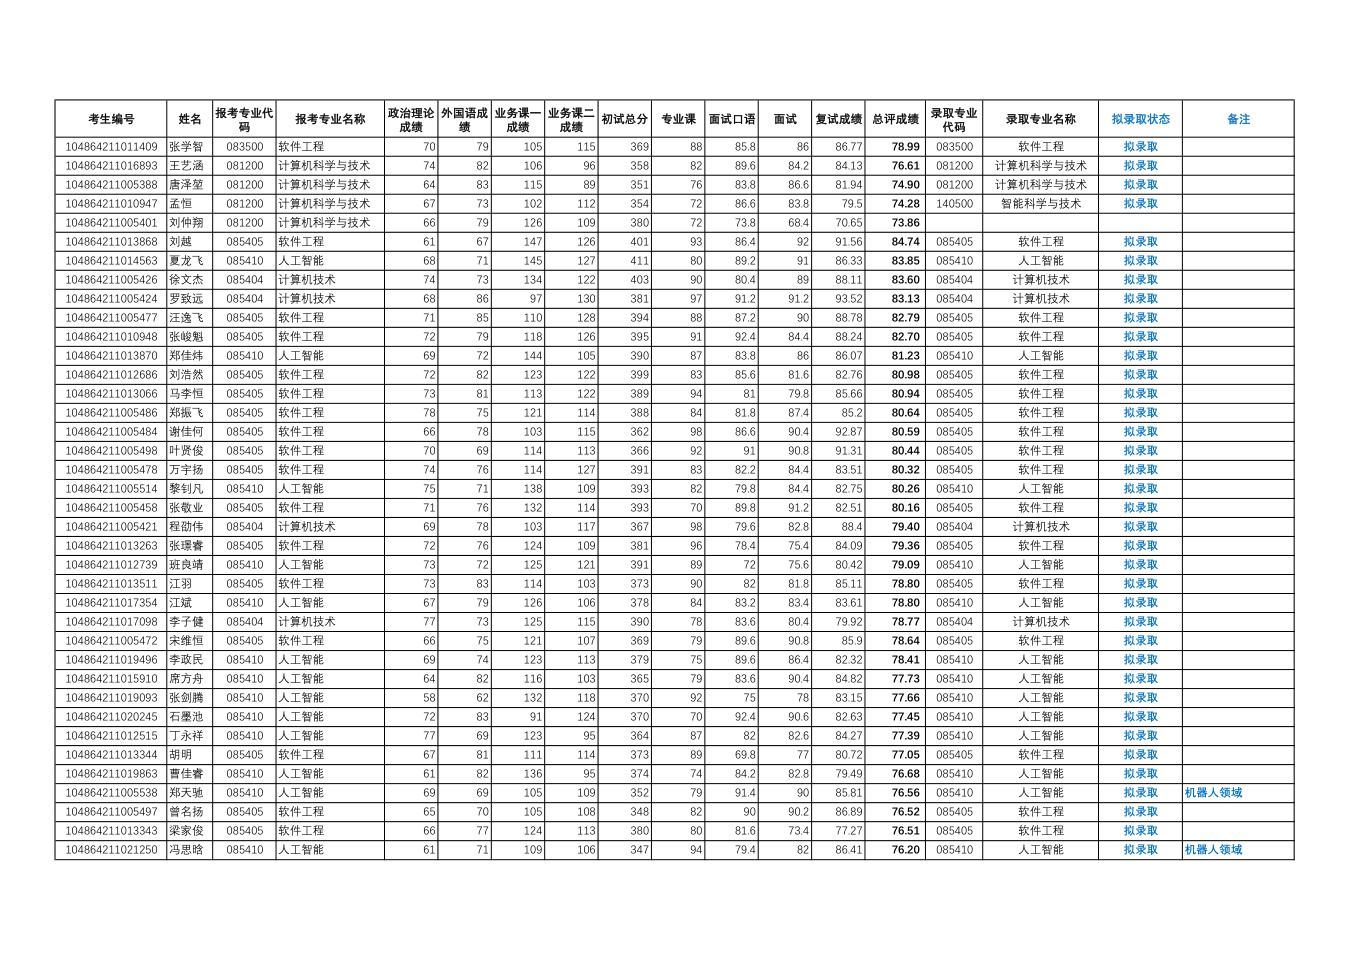 考生编号 姓名 报考专业代码 报考专业名称 政治理论成绩 外国语成绩 业务课一成绩 业务课二成绩 初试总分 专业课 面试口语 面试 复试成绩 总评成绩 录取专业代码 录取专业名称 拟录取状态 备注
104864211011409 张学智 083500 软件工程 70 79 105 115 369 88 85.8 86 86.77 78.99 083500 软件工程 拟录取
104864211016893 王艺涵 081200 计算机科学与技术 74 82 106 96 358 82 89.6 84.2 84.13 76.61 081200 计算机科学与技术 拟录取
104864211005388 唐泽堃 081200 计算机科学与技术 64 83 115 89 351 76 83.8 86.6 81.94 74.90 081200 计算机科学与技术 拟录取
104864211010947 孟恒 081200 计算机科学与技术 67 73 102 112 354 72 86.6 83.8 79.5 74.28 140500 智能科学与技术 拟录取
104864211005401 刘仲翔 081200 计算机科学与技术 66 79 126 109 380 72 73.8 68.4 70.65 73.86
104864211013868 刘越 085405 软件工程 61 67 147 126 401 93 86.4 92 91.56 84.74 085405 软件工程 拟录取
104864211014563 夏龙飞 085410 人工智能 68 71 145 127 411 80 89.2 91 86.33 83.85 085410 人工智能 拟录取
104864211005426 徐文杰 085404 计算机技术 74 73 134 122 403 90 80.4 89 88.11 83.60 085404 计算机技术 拟录取
104864211005424 罗致远 085404 计算机技术 68 86 97 130 381 97 91.2 91.2 93.52 83.13 085404 计算机技术 拟录取
104864211005477 汪逸飞 085405 软件工程 71 85 110 128 394 88 87.2 90 88.78 82.79 085405 软件工程 拟录取
104864211010948 张峻魁 085405 软件工程 72 79 118 126 395 91 92.4 84.4 88.24 82.70 085405 软件工程 拟录取
104864211013870 郑佳炜 085410 人工智能 69 72 144 105 390 87 83.8 86 86.07 81.23 085410 人工智能 拟录取
104864211012686 刘浩然 085405 软件工程 72 82 123 122 399 83 85.6 81.6 82.76 80.98 085405 软件工程 拟录取
104864211013066 马李恒 085405 软件工程 73 81 113 122 389 94 81 79.8 85.66 80.94 085405 软件工程 拟录取
104864211005486 郑振飞 085405 软件工程 78 75 121 114 388 84 81.8 87.4 85.2 80.64 085405 软件工程 拟录取
104864211005484 谢佳何 085405 软件工程 66 78 103 115 362 98 86.6 90.4 92.87 80.59 085405 软件工程 拟录取
104864211005498 叶贤俊 085405 软件工程 70 69 114 113 366 92 91 90.8 91.31 80.44 085405 软件工程 拟录取
104864211005478 万宇扬 085405 软件工程 74 76 114 127 391 83 82.2 84.4 83.51 80.32 085405 软件工程 拟录取
104864211005514 黎钊凡 085410 人工智能 75 71 138 109 393 82 79.8 84.4 82.75 80.26 085410 人工智能 拟录取
104864211005458 张敬业 085405 软件工程 71 76 132 114 393 70 89.8 91.2 82.51 80.16 085405 软件工程 拟录取
104864211005421 程劭伟 085404 计算机技术 69 78 103 117 367 98 79.6 82.8 88.4 79.40 085404 计算机技术 拟录取
104864211013263 张璟睿 085405 软件工程 72 76 124 109 381 96 78.4 75.4 84.09 79.36 085405 软件工程 拟录取
104864211012739 班良靖 085410 人工智能 73 72 125 121 391 89 72 75.6 80.42 79.09 085410 人工智能 拟录取
104864211013511 江羽 085405 软件工程 73 83 114 103 373 90 82 81.8 85.11 78.80 085405 软件工程 拟录取
104864211017354 江斌 085410 人工智能 67 79 126 106 378 84 83.2 83.4 83.61 78.80 085410 人工智能 拟录取
104864211017098 李子健 085404 计算机技术 77 73 125 115 390 78 83.6 80.4 79.92 78.77 085404 计算机技术 拟录取
104864211005472 宋维恒 085405 软件工程 66 75 121 107 369 79 89.6 90.8 85.9 78.64 085405 软件工程 拟录取
104864211019496 李政民 085410 人工智能 69 74 123 113 379 75 89.6 86.4 82.32 78.41 085410 人工智能 拟录取
104864211015910 席方舟 085410 人工智能 64 82 116 103 365 79 83.6 90.4 84.82 77.73 085410 人工智能 拟录取
104864211019093 张剑腾 085410 人工智能 58 62 132 118 370 92 75 78 83.15 77.66 085410 人工智能 拟录取
104864211020245 石墨池 085410 人工智能 72 83 91 124 370 70 92.4 90.6 82.63 77.45 085410 人工智能 拟录取
104864211012515 丁永祥 085410 人工智能 77 69 123 95 364 87 82 82.6 84.27 77.39 085410 人工智能 拟录取
104864211013344 胡明 085405 软件工程 67 81 111 114 373 89 69.8 77 80.72 77.05 085405 软件工程 拟录取
104864211019863 曹佳睿 085410 人工智能 61 82 136 95 374 74 84.2 82.8 79.49 76.68 085410 人工智能 拟录取
104864211005538 郑天驰 085410 人工智能 69 69 105 109 352 79 91.4 90 85.81 76.56 085410 人工智能 拟录取 机器人领域
104864211005497 曾名扬 085405 软件工程 65 70 105 108 348 82 90 90.2 86.89 76.52 085405 软件工程 拟录取
104864211013343 梁家俊 085405 软件工程 66 77 124 113 380 80 81.6 73.4 77.27 76.51 085405 软件工程 拟录取
104864211021250 冯思晗 085410 人工智能 61 71 109 106 347 94 79.4 82 86.41 76.20 085410 人工智能 拟录取 机器人领域